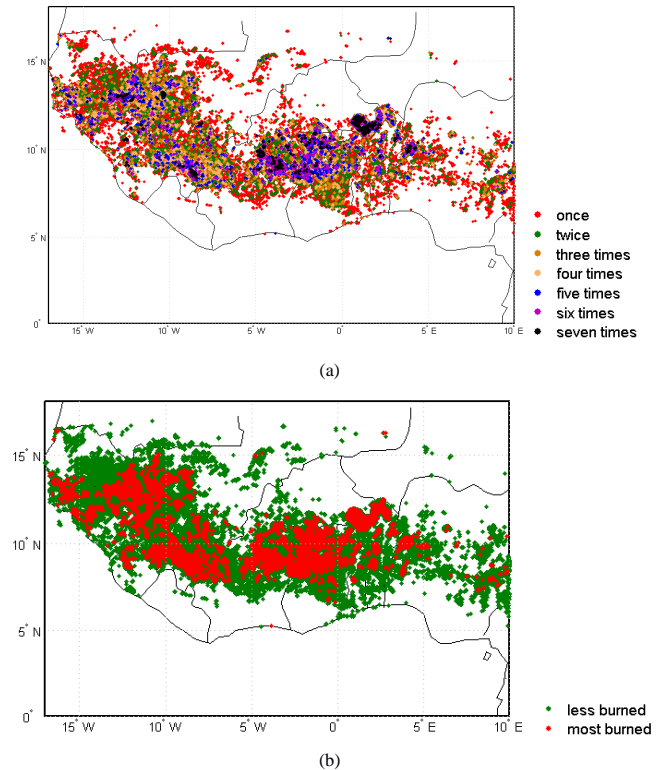 15° N
10° N
5° N
0°
15° W
10° W
5° W
0°
5° E
10° E
once
twice
three times
four times
five times
six times
seven times
(a)
15° N
10° N
5° N
0°
15° W
10° W
5° W
0°
5° E
10° E
less burned
most burned
(b)